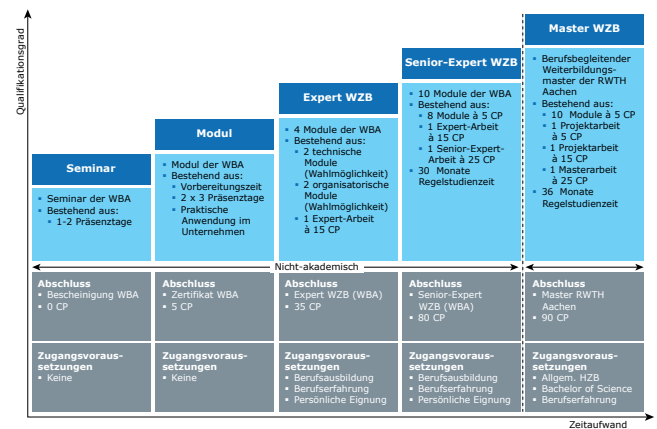 Qualifikationsgrad
Seminar
▪ Seminar der WBA
▪ Bestehend aus:
▪ 1-2 Präsenztage
Modul
▪ Modul der WBA
▪ Bestehend aus:
▪ Vorbereitungszeit
▪ 2 x 3 Präsenztage
▪ Praktische
Anwendung im
Unternehmen
Expert WZB
▪ 4 Module der WBA
▪ Bestehend aus:
▪ 2 technische
Module
(Wahlmöglichkeit)
▪ 2 organisatorische
Module
(Wahlmöglichkeit)
▪ 1 Expert-Arbeit
à 15 CP
Senior-Expert WZB
▪ 10 Module der WBA
▪ Bestehend aus:
▪ 8 Module à 5 CP
▪ 1 Expert-Arbeit
à 15 CP
▪ 1 Senior-Expert-
Arbeit à 25 CP
▪ 30 Monate
Regelstudienzeit
Master WZB
▪ Berufsbegleitender
Weiterbildungs-
master der RWTH
Aachen
▪ Bestehend aus:
▪ 10 Module à 5 CP
▪ 1 Projektarbeit
à 5 CP
▪ 1 Projektarbeit
à 15 CP
▪ 1 Masterarbeit
à 25 CP
▪ 36 Monate
Regelstudienzeit
Nicht-akademisch
Akademisch
Abschluss
▪ Bescheinigung WBA
▪ 0 CP
Abschluss
▪ Zertifikat WBA
▪ 5 CP
Abschluss
▪ Expert WZB (WBA)
▪ 35 CP
Abschluss
▪ Senior-Expert
WZB (WBA)
▪ 80 CP
Abschluss
▪ Master RWTH
Aachen
▪ 90 CP
Zugangsvoraus-
setzungen
▪ Keine
Zugangsvoraus-
setzungen
▪ Keine
Zugangsvoraus-
setzungen
▪ Berufsausbildung
▪ Berufserfahrung
▪ Persönliche Eignung
Zugangsvoraus-
setzungen
▪ Berufsausbildung
▪ Berufserfahrung
▪ Persönliche Eignung
Zugangsvoraus-
setzungen
▪ Allgem. HZB
▪ Bachelor of Science
▪ Berufserfahrung
Zeitaufwand